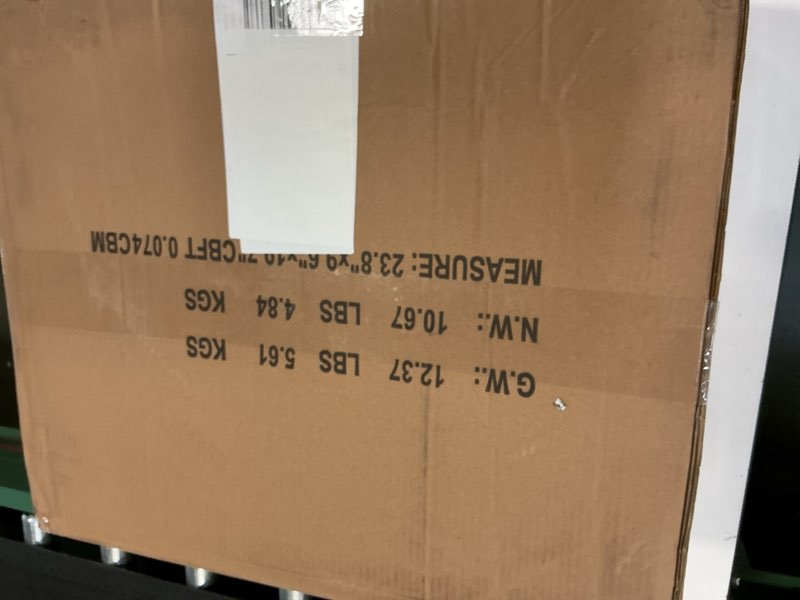 G.W.: 12.37 LBS 5.61 KGS
N.W.: 10.67 LBS 4.84 KGS
MEASURE: 23.8"x9.6"x19.7"CBFT 0.074CBM